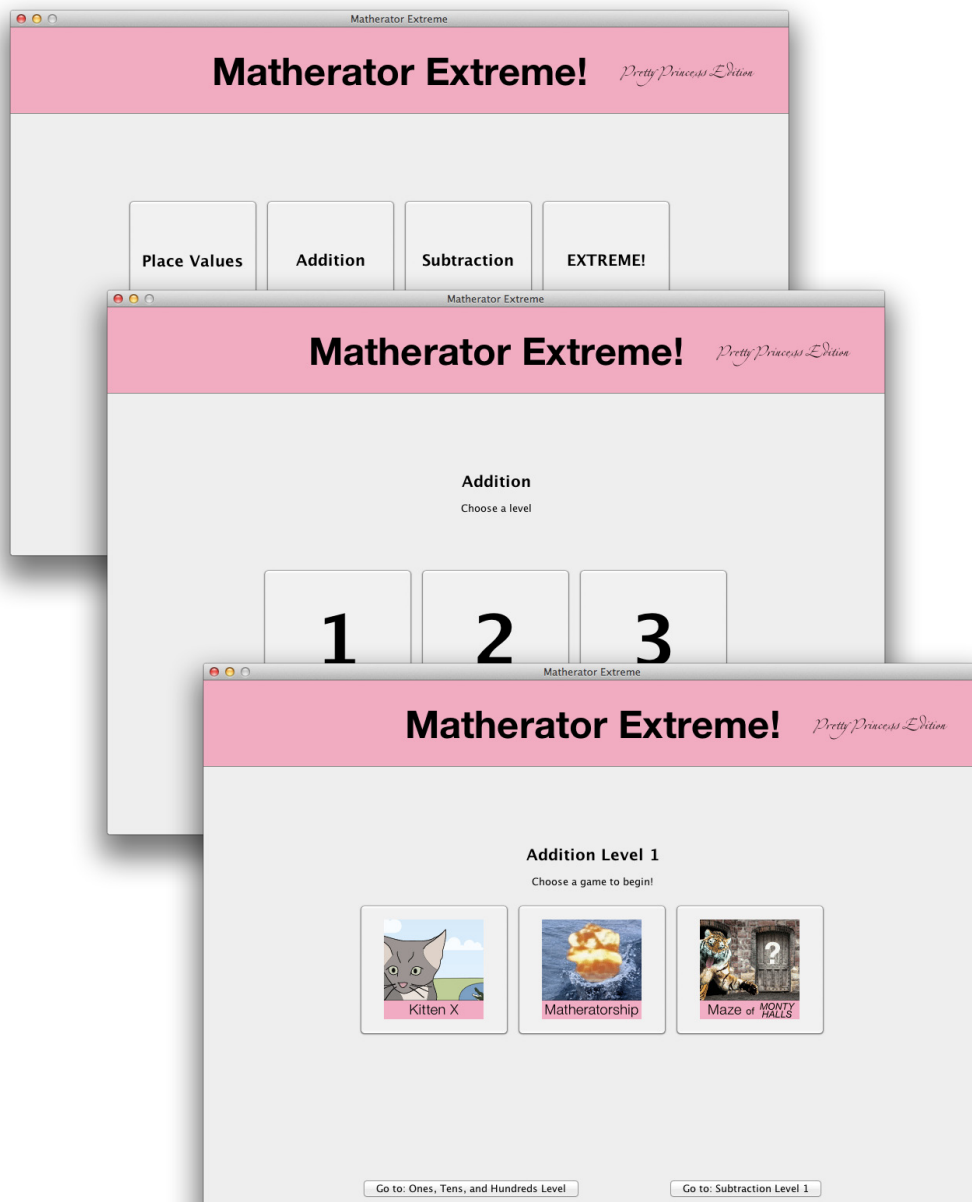 Matherator Extreme
Matherator Extreme! Pretty Princess Edition
Place Values Addition Subtraction EXTREME!
Matherator Extreme
Matherator Extreme! Pretty Princess Edition
Addition
Choose a level
1 2 3
Matherator Extreme
Matherator Extreme! Pretty Princess Edition
Addition Level 1
Choose a game to begin!
?
Kitten X Matheratorship Maze of MONTY HALLS
Go to: Ones, Tens, and Hundreds Level Go to: Subtraction Level 1